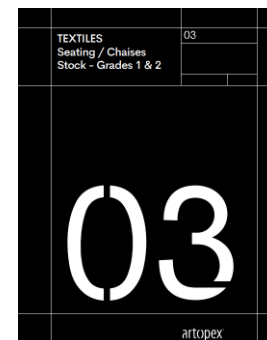 TEXTILES
Seating / Chaises
Stock - Grades 1 & 2
03
03
artopex